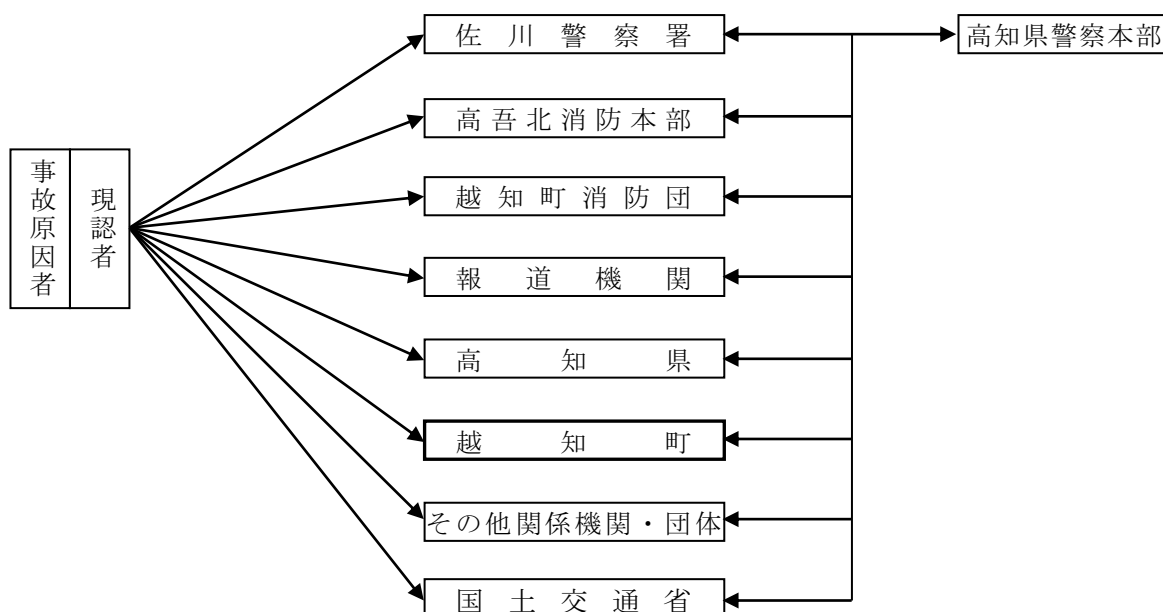 佐川警察署
高知県警察本部
高吾北消防本部
事故原因者
現認者
越知町消防団
報道機関
高知県
越知町
その他関係機関・団体
国土交通省